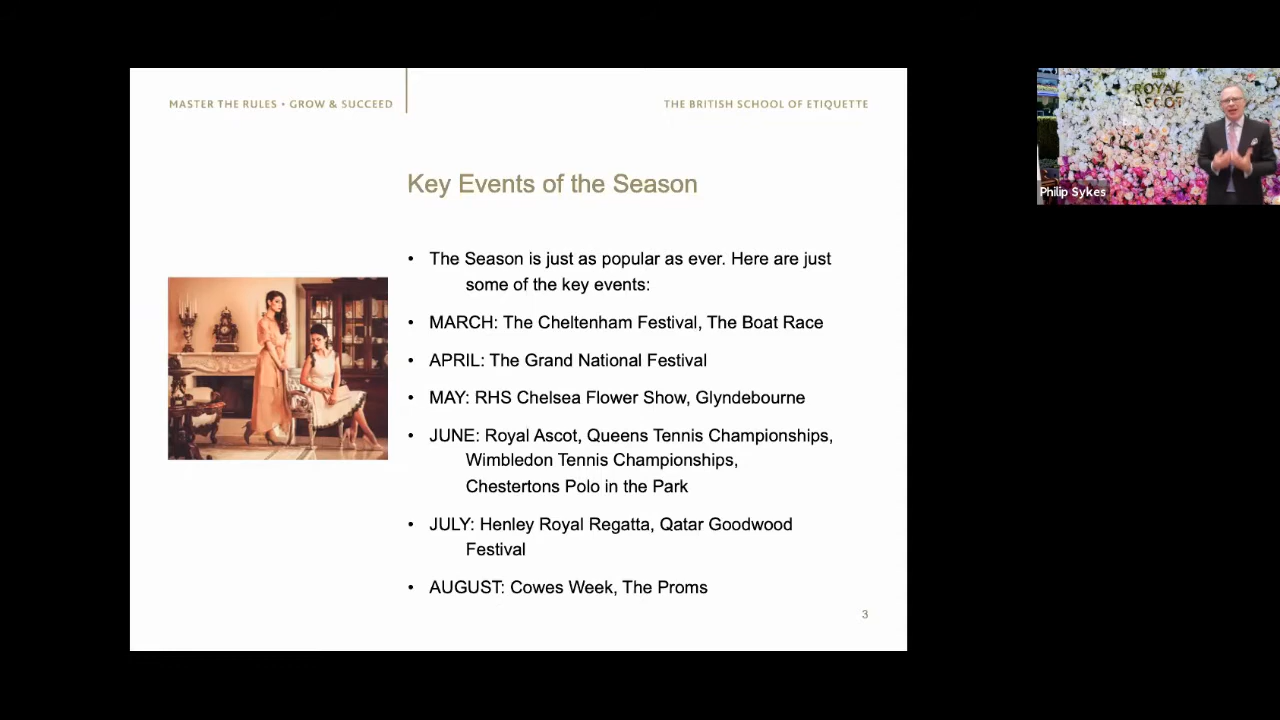 MASTER THE RULES • GROW & SUCCEED
THE BRITISH SCHOOL OF ETIQUETTE
ROYAL
ASCOT
Philip Sykes
Key Events of the Season
• The Season is just as popular as ever. Here are just
some of the key events:
• MARCH: The Cheltenham Festival, The Boat Race
• APRIL: The Grand National Festival
• MAY: RHS Chelsea Flower Show, Glyndebourne
• JUNE: Royal Ascot, Queens Tennis Championships,
Wimbledon Tennis Championships,
Chestertons Polo in the Park
• JULY: Henley Royal Regatta, Qatar Goodwood
Festival
• AUGUST: Cowes Week, The Proms
3